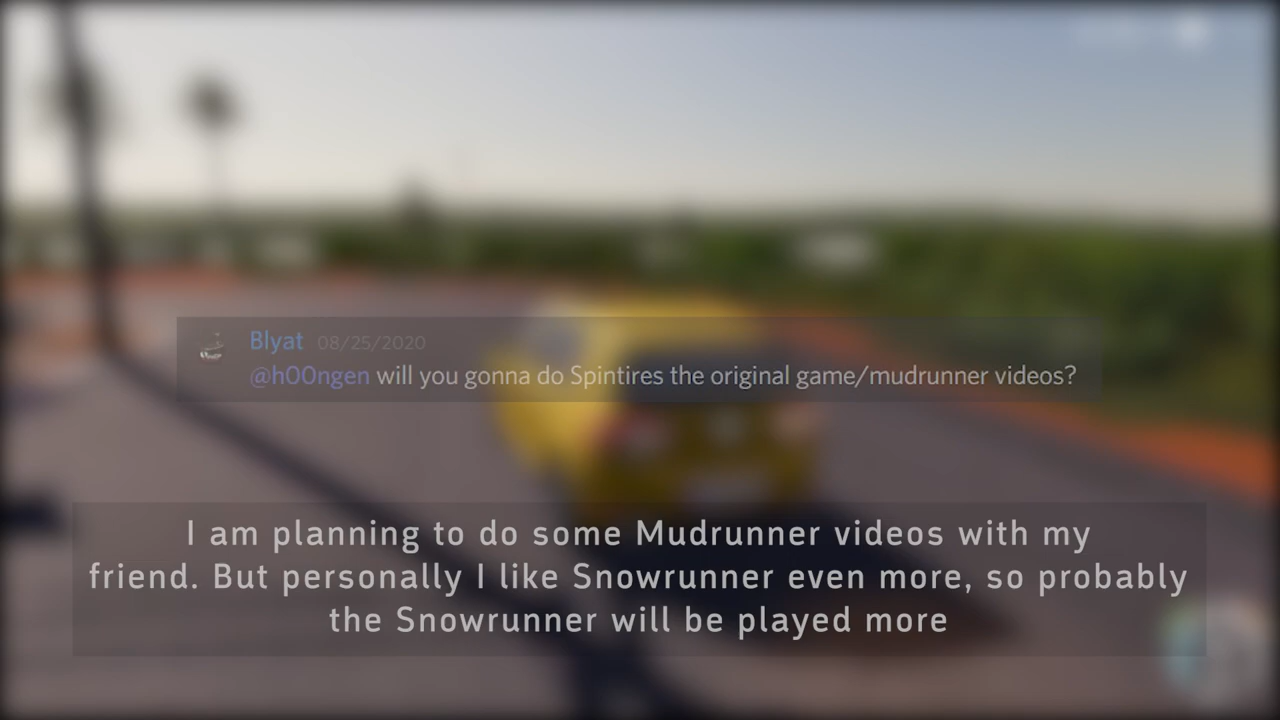 Blyat 08/25/2020
@h00ngen will you gonna do Spintires the original game/mudrunner videos?
I am planning to do some Mudrunner videos with my
friend. But personally I like Snowrunner even more, so probably
the Snowrunner will be played more